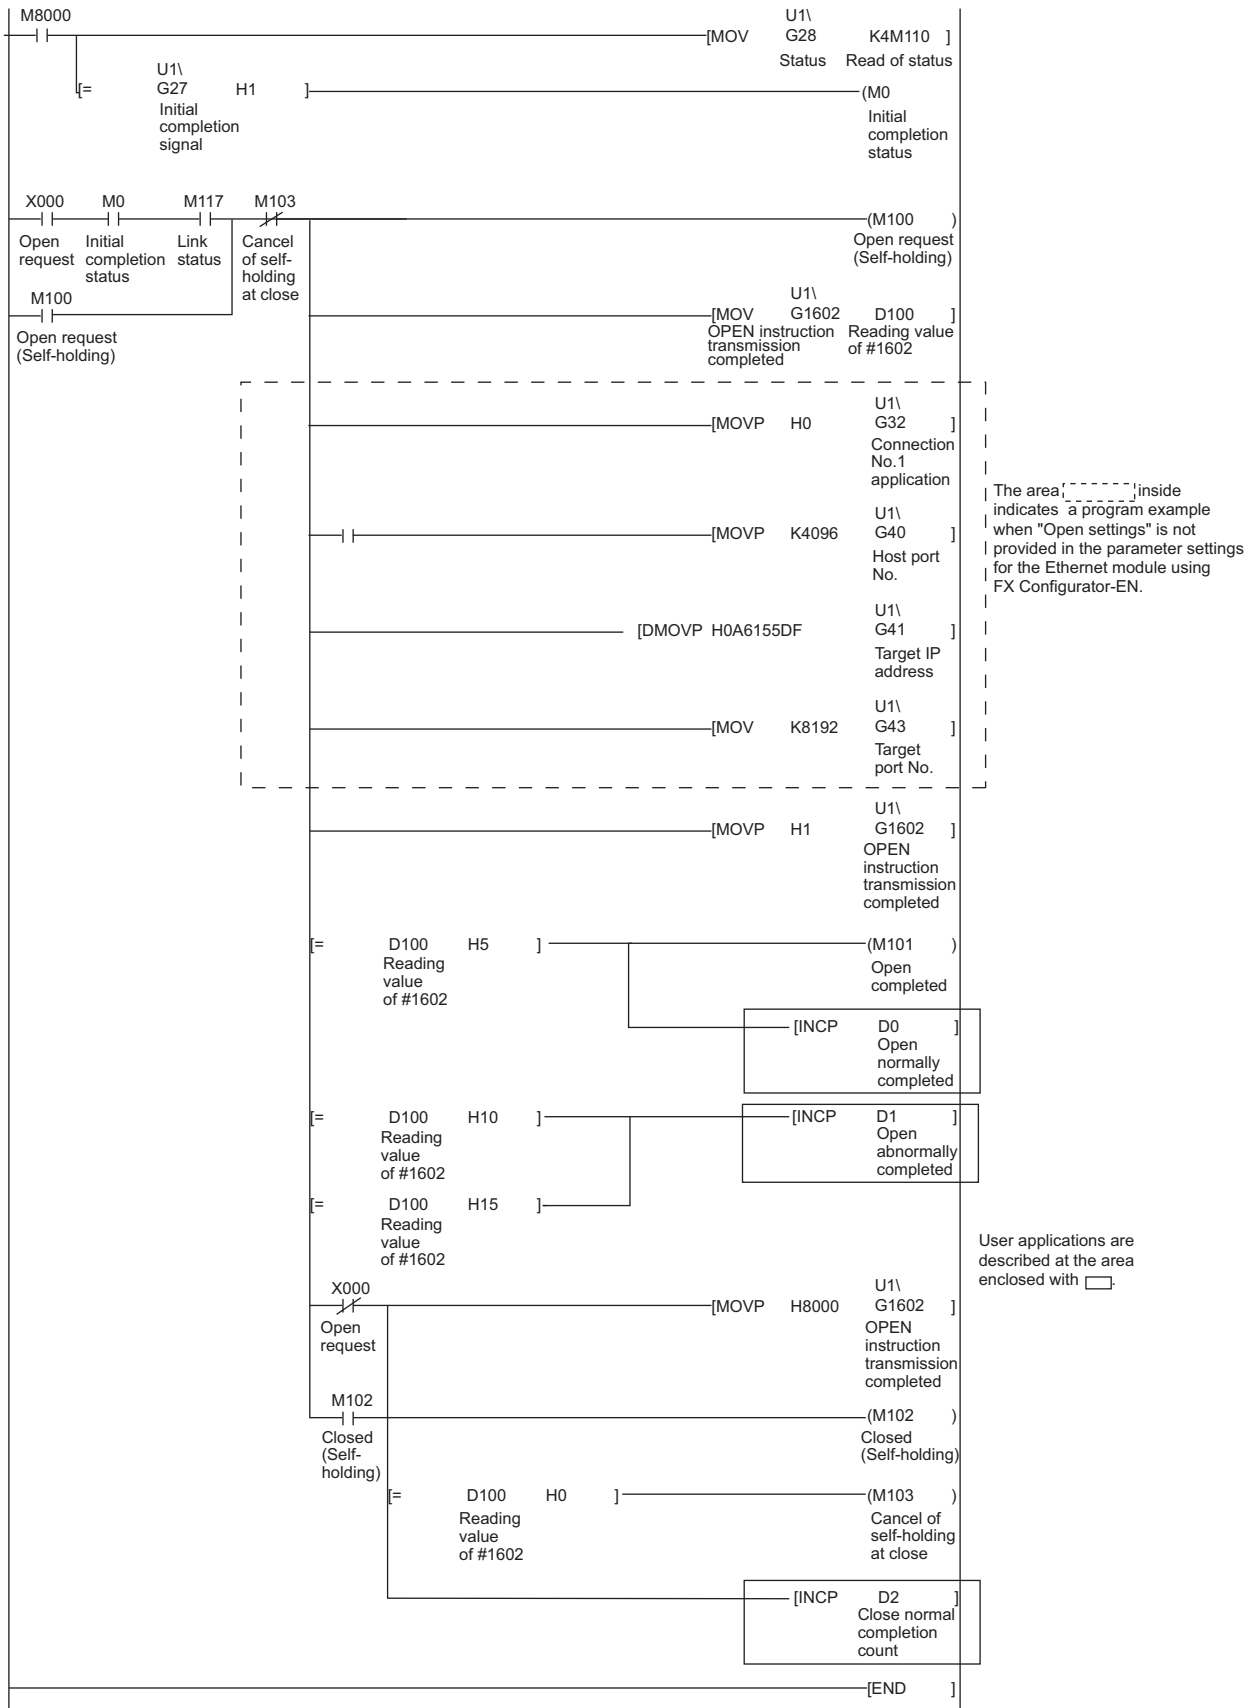 M8000
U1\
[MOV G28 K4M110 ]
Status Read of status
U1\
[= G27 H1 ]
(M0
Initial
completion
signal
Initial
completion
status
X000 M0 M117 M103
(M100 )
Open
request
Initial
completion
status
Link
status
Cancel
of self-
holding
at close
Open request
(Self-holding)
M100
Open request
(Self-holding)
U1\
[MOV G1602 D100 ]
OPEN instruction
transmission
completed
Reading value
of #1602
U1\
[MOVP H0 G32 ]
Connection
No.1
application
The area inside
indicates a program example
when "Open settings" is not
provided in the parameter settings
for the Ethernet module using
FX Configurator-EN.
U1\
[MOVP K4096 G40 ]
Host port
No.
U1\
[DMOVP H0A6155DF G41 ]
Target IP
address
U1\
[MOV K8192 G43 ]
Target
port No.
U1\
[MOVP H1 G1602 ]
OPEN
instruction
transmission
completed
[= D100 H5 ] (M101 )
Reading
value
of #1602
Open
completed
[INCP D0 ]
Open
normally
completed
[= D100 H10 ] [INCP D1 ]
Reading
value
of #1602
Open
abnormally
completed
[= D100 H15 ]
Reading
value
of #1602
User applications are
described at the area
enclosed with .
X000
U1\
[MOVP H8000 G1602 ]
Open
request
OPEN
instruction
transmission
completed
M102
(M102 )
Closed
(Self-
holding)
Closed
(Self-holding)
[= D100 H0 ] (M103 )
Reading
value
of #1602
Cancel of
self-holding
at close
[INCP D2 ]
Close normal
completion
count
[END ]